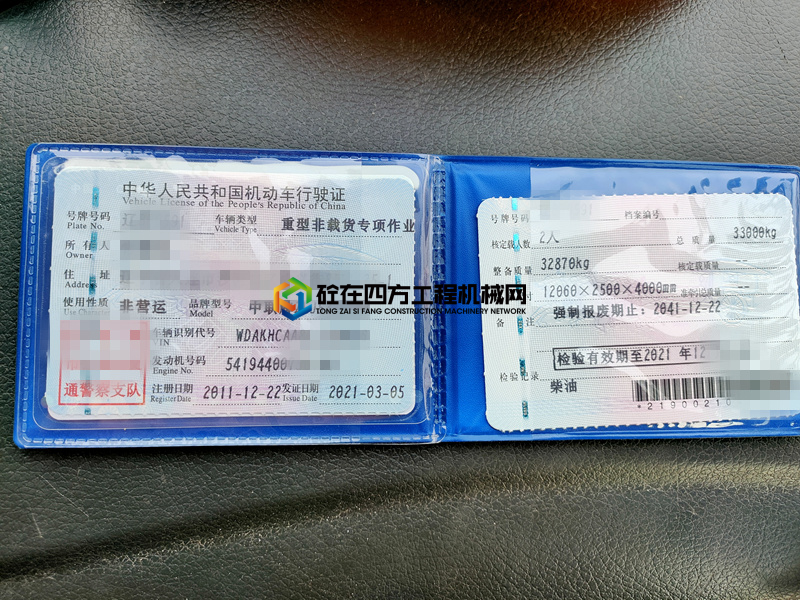 中华人民共和国机动车行驶证
Vehicle License of the People's Republic of China
号牌号码
Plate No.
辽
车辆类型
Vehicle Type
重型非载货专项作业
所有人
Owner
住 址
Address
使用性质
非营运
品牌型号
Model
车辆识别代号
VIN
WDAKHCA
发动机号码
Engine No.
5419440
注册日期
Register Date
2011-12-22
发证日期
Issue Date
2021-03-05
通警察支队
号牌号码
档案编号
核定载人数
2人
总质量
33000kg
整备质量
32870kg
核定载质量
--
12060×2500×4000mm
准牵引总质量
--
备 注
强制报废期止:2041-12-22
检验记录
检验有效期至2021 年12
柴油
*21900210
砼在四方工程机械网
TONG ZAI SI FANG CONSTRUCTION MACHINERY NETWORK